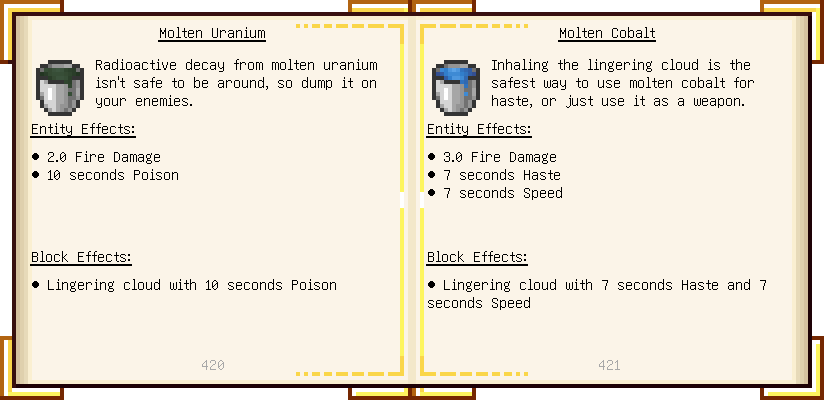 Molten Uranium
Radioactive decay from molten uranium
isn't safe to be around, so dump it on
your enemies.
Entity Effects:
● 2.0 Fire Damage
● 10 seconds Poison
Block Effects:
● Lingering cloud with 10 seconds Poison
420
Molten Cobalt
Inhaling the lingering cloud is the
safest way to use molten cobalt for
haste, or just use it as a weapon.
Entity Effects:
● 3.0 Fire Damage
● 7 seconds Haste
● 7 seconds Speed
Block Effects:
● Lingering cloud with 7 seconds Haste and 7
seconds Speed
421